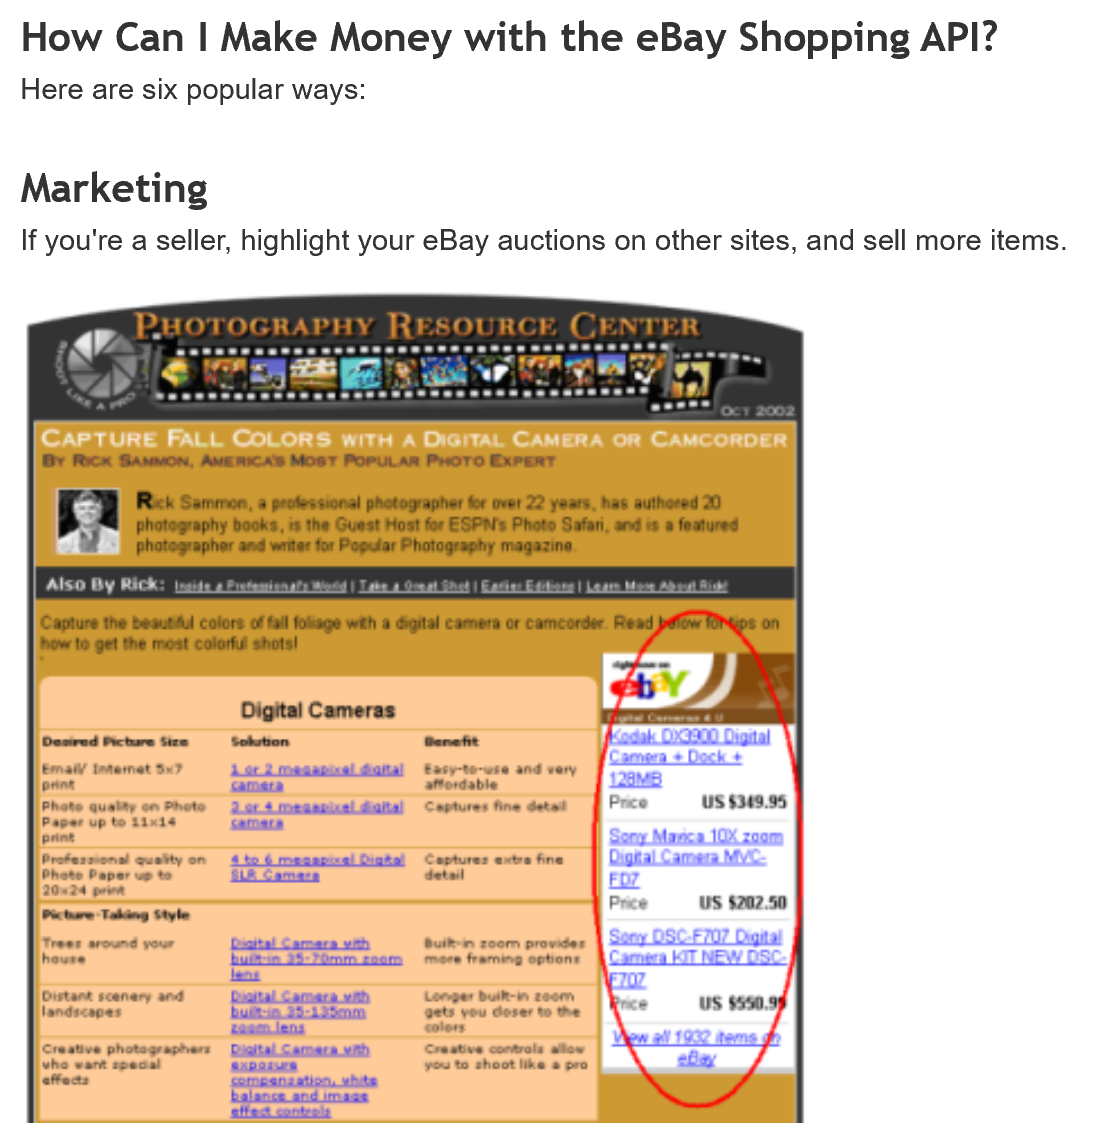 How Can I Make Money with the eBay Shopping API?
Here are six popular ways:
Marketing
If you're a seller, highlight your eBay auctions on other sites, and sell more items.
PHOTOGRAPHY RESOURCE CENTER
SHOOT LIKE A PRO
OCT 2002
CAPTURE FALL COLORS WITH A DIGITAL CAMERA OR CAMCORDER
BY RICK SAMMON, AMERICA'S MOST POPULAR PHOTO EXPERT
Rick Sammon, a professional photographer for over 22 years, has authored 20
photography books, is the Guest Host for ESPN's Photo Safari, and is a featured
photographer and writer for Popular Photography magazine.
Also By Rick: Inside a Professional's World | Take a Great Shot | Earlier Editions | Learn More About Rick!
Capture the beautiful colors of fall foliage with a digital camera or camcorder. Read below for tips on
how to get the most colorful shots!
Digital Cameras
Desired Picture Size Solution Benefit
Email/ Internet 5x7 1 or 2 megapixel digital Easy-to-use and very
print camera affordable
Photo quality on Photo 3 or 4 megapixel digital Captures fine detail
Paper up to 11x14 camera
print
Professional quality on 4 to 6 megapixel Digital Captures extra fine
Photo Paper up to SLR Camera detail
20x24 print
Picture-Taking Style
Trees around your Digital Camera with Built-in zoom provides
house built-in 35-70mm zoom more framing options
lens
Distant scenery and Digital Camera with Longer built-in zoom
landscapes built-in 35-135mm gets you closer to the
zoom lens colors
Creative photographers Digital Camera with Creative controls allow
who want special exposure you to shoot like a pro
effects compensation, white
balance and image
effect controls
right now on
ebaY
Digital Cameras 4 U
Kodak DX3900 Digital
Camera + Dock +
128MB
Price US $349.95
Sony Mavica 10X zoom
Digital Camera MVC-
FD7
Price US $202.50
Sony DSC-F707 Digital
Camera KIT NEW DSC-
F707
Price US $550.99
View all 1932 items on
eBay